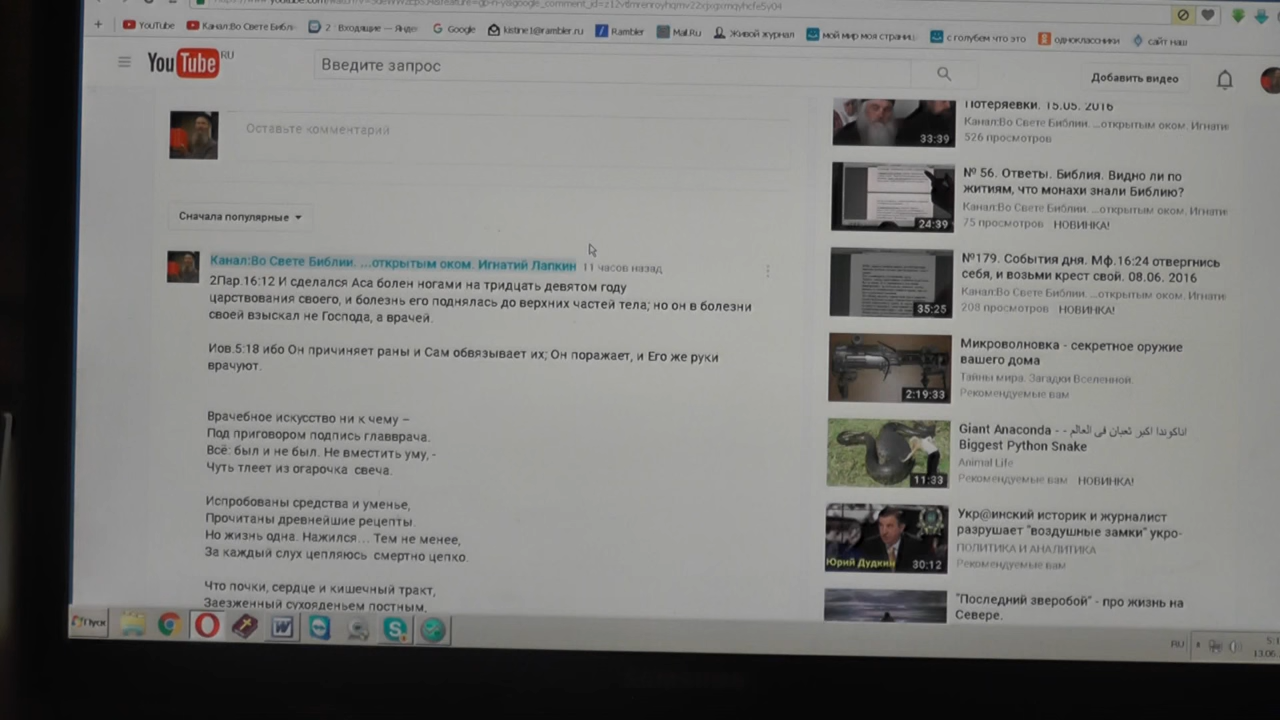 YouTube
Канал:Во Свете Библи
2 Входящие — Яндек
Google
kistine1@rambler.ru
Rambler
Mail.Ru
Живой журнал
мой мир моя страни
с голубем что это
одноклассники
сайт наш
YouTube RU
Введите запрос
Добавить видео
Оставьте комментарий
Сначала популярные
Канал:Во Свете Библии. ...открытым оком. Игнатий Лапкин 11 часов назад
2Пар.16:12 И сделался Аса болен ногами на тридцать девятом году
царствования своего, и болезнь его поднялась до верхних частей тела; но он в болезни
своей взыскал не Господа, а врачей.
Иов.5:18 ибо Он причиняет раны и Сам обвязывает их; Он поражает, и Его же руки
врачуют.
Врачебное искусство ни к чему –
Под приговором подпись главврача.
Всё: был и не был. Не вместить уму, -
Чуть тлеет из огарочка свеча.
Испробованы средства и уменье,
Прочитаны древнейшие рецепты.
Но жизнь одна. Нажился... Тем не менее,
За каждый слух цепляюсь смертно цепко.
Что почки, сердце и кишечный тракт,
Заезженный сухояденьем постным,
Потеряевки. 15.05. 2016
Канал:Во Свете Библии. ...открытым оком. Игнати
526 просмотров
33:39
№ 56. Ответы. Библия. Видно ли по
житиям, что монахи знали Библию?
Канал:Во Свете Библии. ...открытым оком. Игнати
75 просмотров НОВИНКА!
24:39
№179. События дня. Мф.16:24 отвергнись
себя, и возьми крест свой. 08.06. 2016
Канал:Во Свете Библии. ...открытым оком. Игнати
208 просмотров НОВИНКА!
35:25
Микроволновка - секретное оружие
вашего дома
Тайны мира. Загадки Вселенной.
Рекомендуемые вам
2:19:33
Giant Anaconda - - اناكوندا اكبر ثعبان فى العالم
Biggest Python Snake
Animal Life
Рекомендуемые вам НОВИНКА!
11:33
Укр@инский историк и журналист
разрушает "воздушные замки" укро-
ПОЛИТИКА И АНАЛИТИКА
Рекомендуемые вам
Юрий Дудкин 30:12
"Последний зверобой" - про жизнь на
Севере.
Пуск
RU
13.06